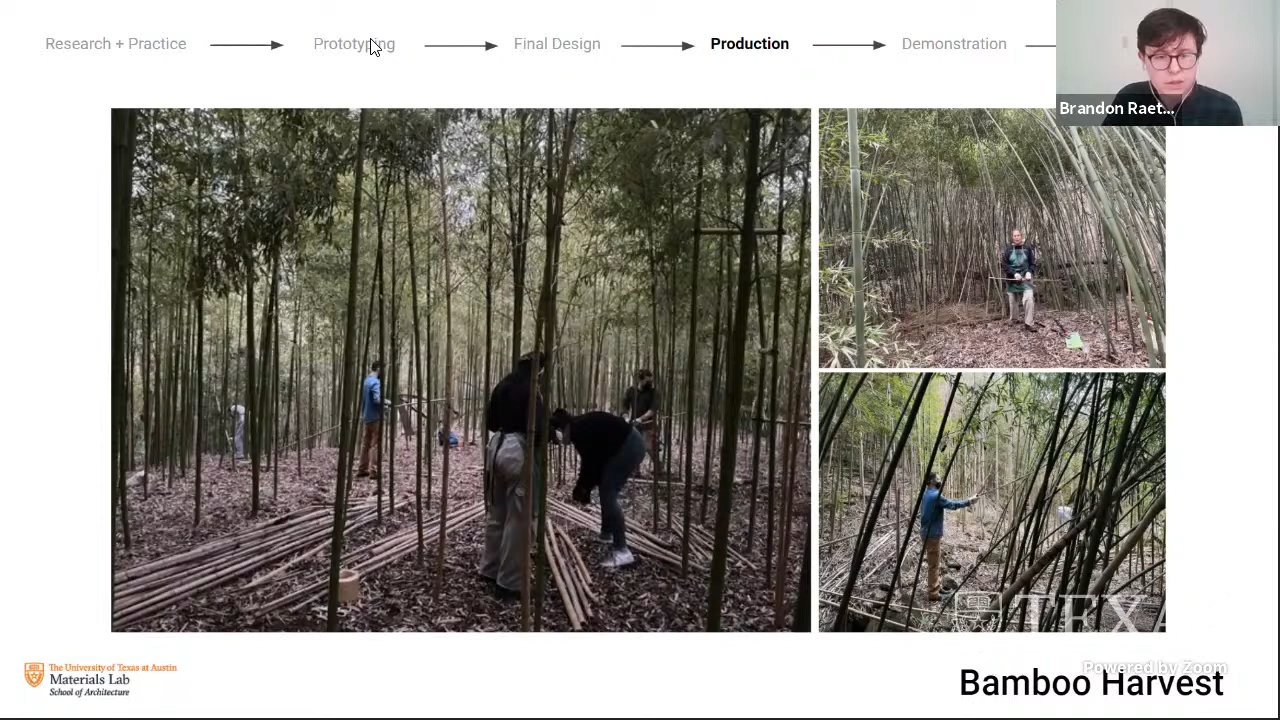 Research + Practice
Prototyping
Final Design
Production
Demonstration
Brandon Raet...
TEXA
The University of Texas at Austin
Materials Lab
School of Architecture
Powered by Zoom
Bamboo Harvest